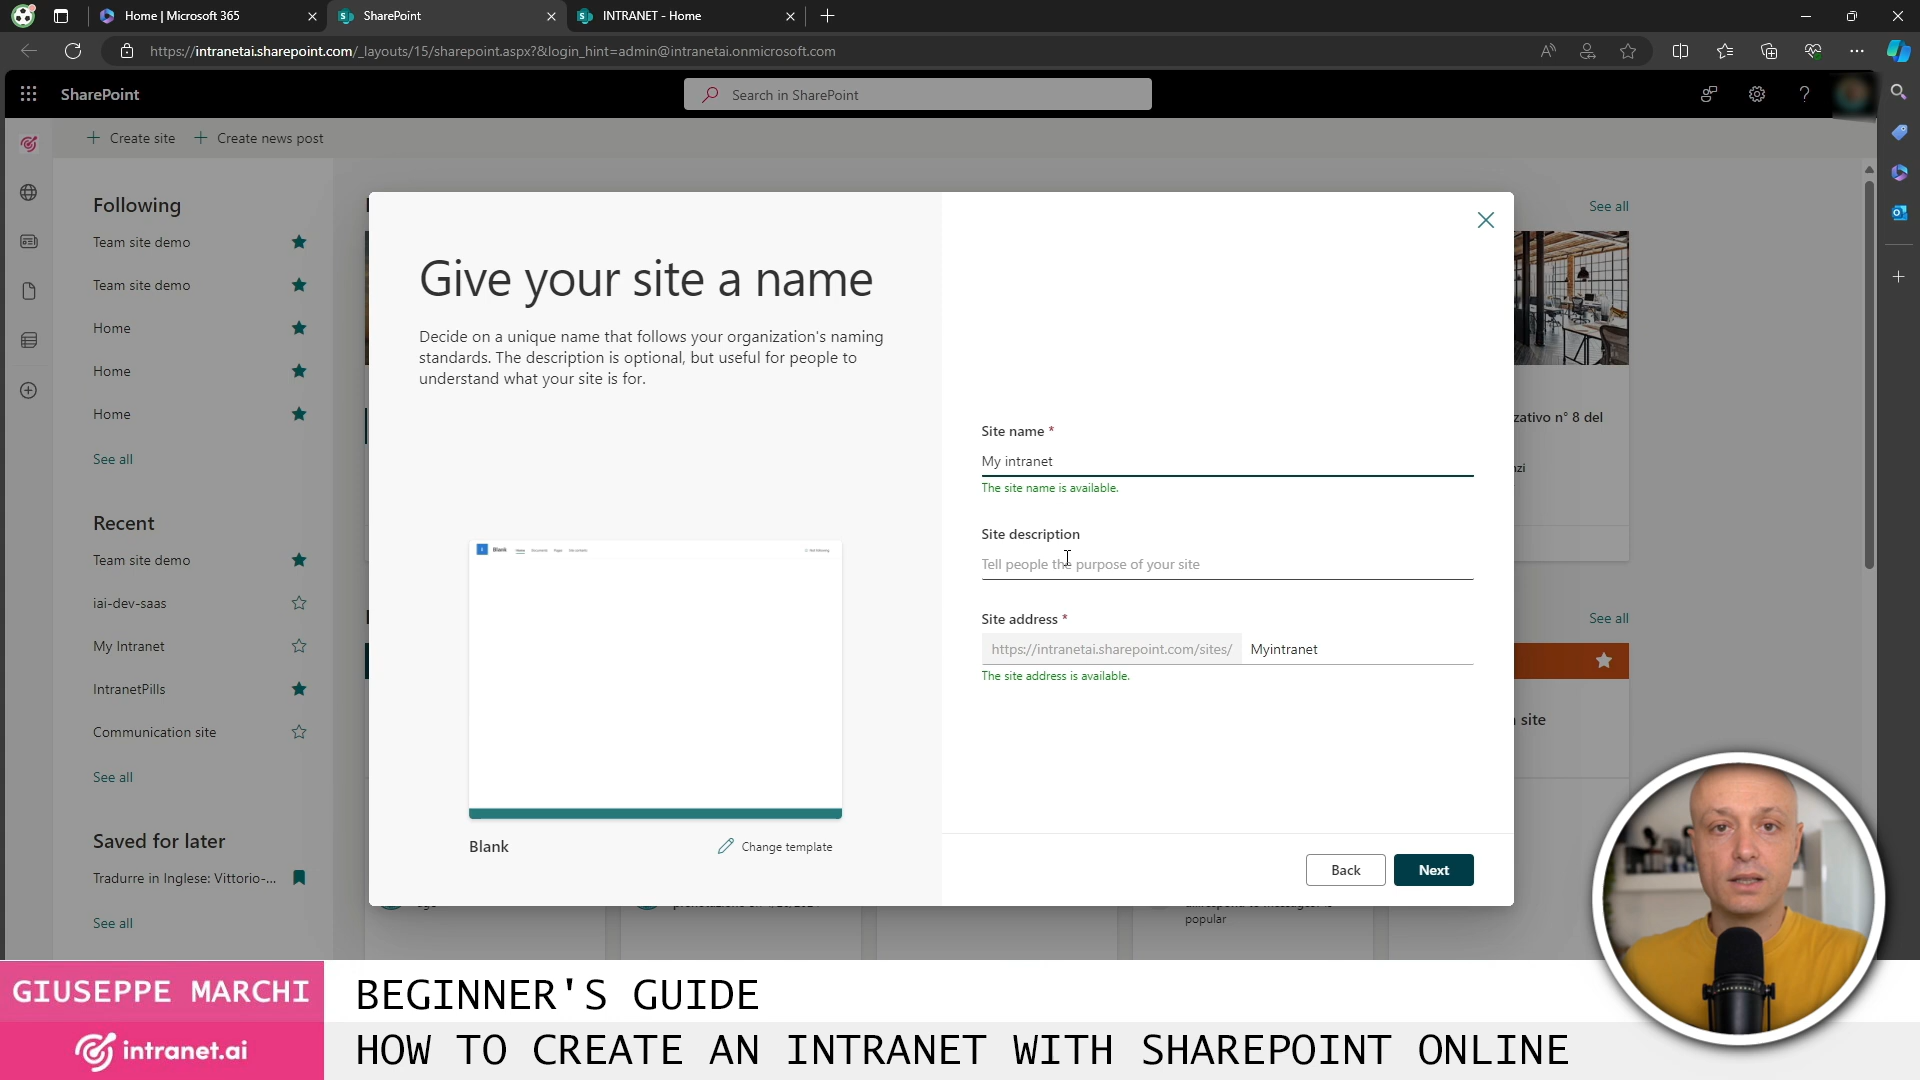 Home | Microsoft 365
SharePoint
INTRANET - Home
https://intranetai.sharepoint.com/_layouts/15/sharepoint.aspx?&login_hint=admin@intranetai.onmicrosoft.com
SharePoint
Search in SharePoint
Create site
Create news post
Following
Team site demo
Team site demo
Home
Home
Home
See all
Recent
Team site demo
iai-dev-saas
My Intranet
IntranetPills
Communication site
See all
Saved for later
Tradurre in Inglese: Vittorio-...
See all
Give your site a name
Decide on a unique name that follows your organization's naming
standards. The description is optional, but useful for people to
understand what your site is for.
Blank
Home Documents Pages Site contents
Blank
Change template
Site name *
My intranet
The site name is available.
Site description
Tell people the purpose of your site
Site address *
https://intranetai.sharepoint.com/sites/ Myintranet
The site address is available.
Back
Next
See all
zativo n° 8 del
nzi
See all
site
popular
GIUSEPPE MARCHI
intranet.ai
BEGINNER'S GUIDE
HOW TO CREATE AN INTRANET WITH SHAREPOINT ONLINE